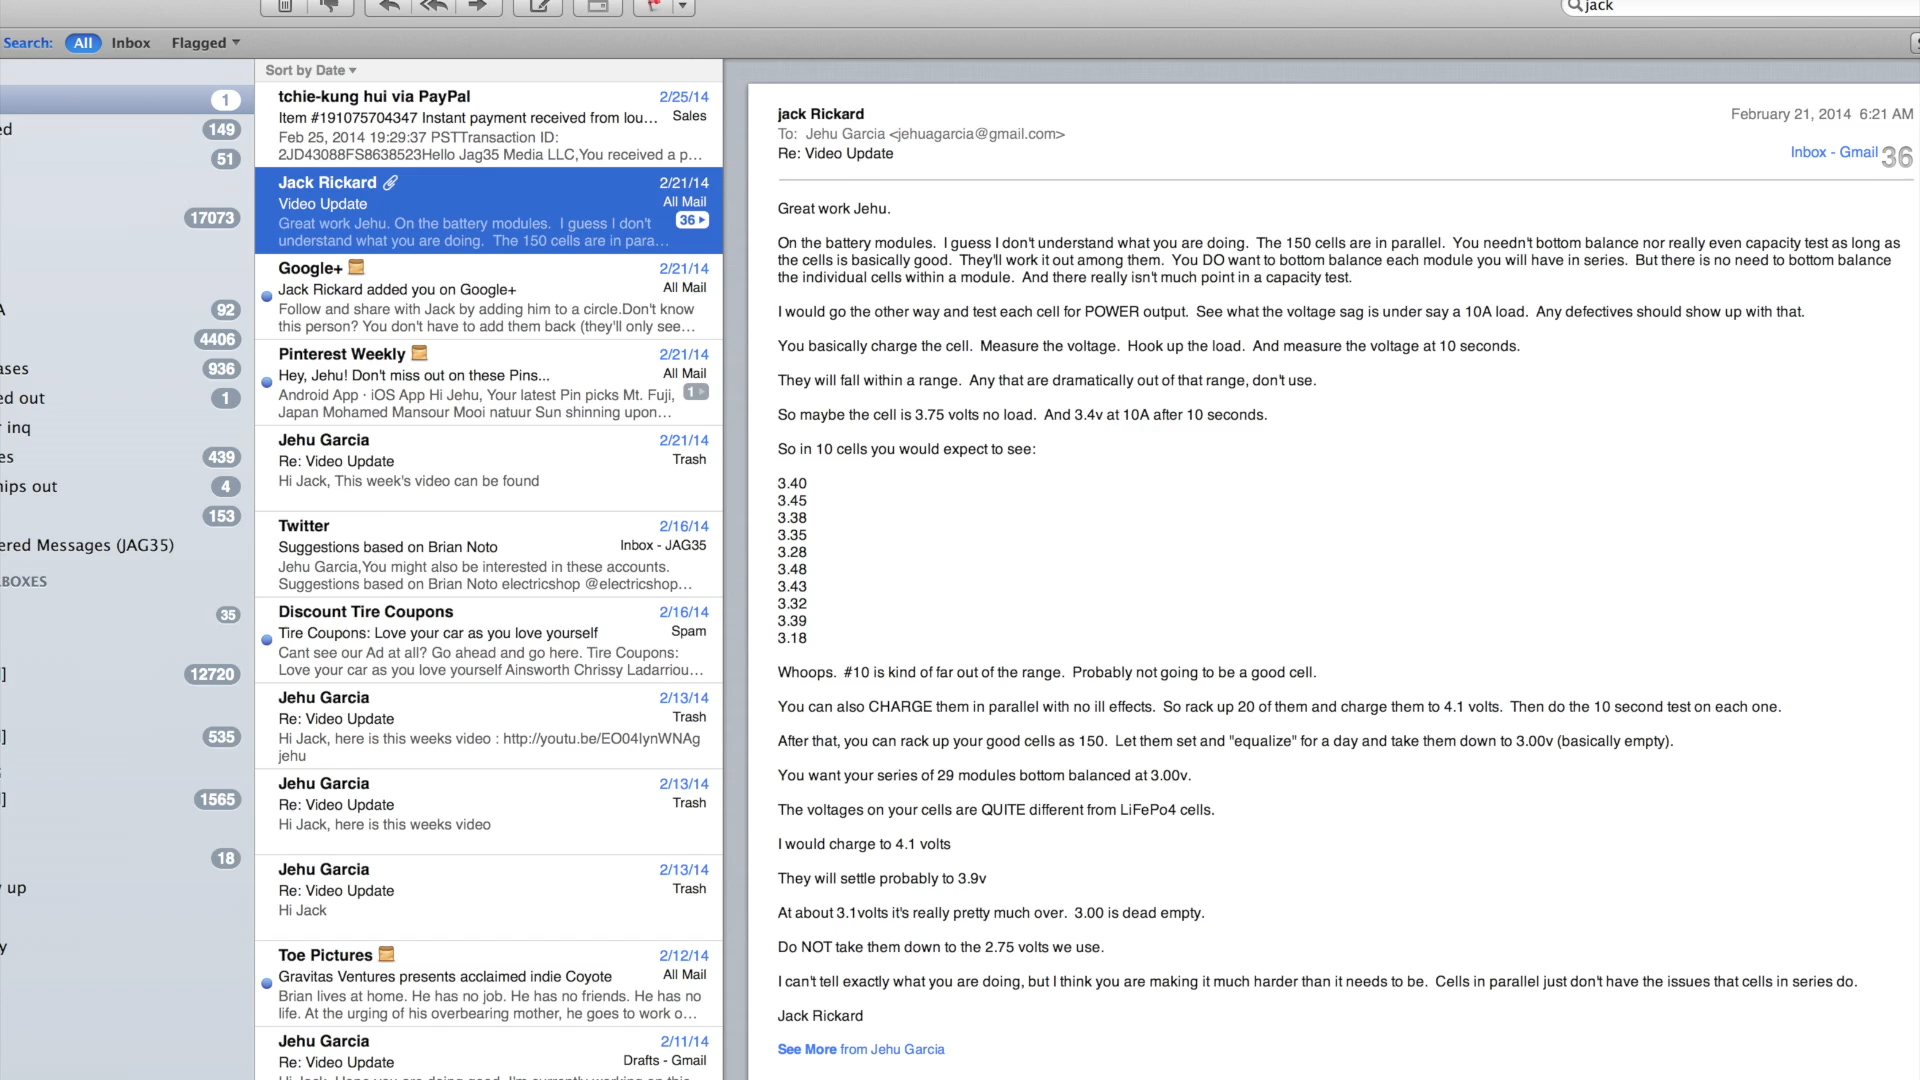 jack
Search: All Inbox Flagged
1
ed 149
51
17073
A 92
4406
ases 936
ed out 1
r inq
es 439
hips out 4
153
ered Messages (JAG35)
BOXES
35
] 12720
] 535
] 1565
18
up
y
Sort by Date
tchie-kung hui via PayPal 2/25/14
Item #191075704347 Instant payment received from lou... Sales
Feb 25, 2014 19:29:37 PSTTransaction ID:
2JD43088FS8638523Hello Jag35 Media LLC,You received a p...
Jack Rickard 2/21/14
Video Update All Mail
Great work Jehu. On the battery modules. I guess I don't 36
understand what you are doing. The 150 cells are in para...
Google+ 2/21/14
Jack Rickard added you on Google+ All Mail
Follow and share with Jack by adding him to a circle.Don't know
this person? You don't have to add them back (they'll only see...
Pinterest Weekly 2/21/14
Hey, Jehu! Don't miss out on these Pins... All Mail
Android App · iOS App Hi Jehu, Your latest Pin picks Mt. Fuji, 1
Japan Mohamed Mansour Mooi natuur Sun shinning upon...
Jehu Garcia 2/21/14
Re: Video Update Trash
Hi Jack, This week's video can be found
Twitter 2/16/14
Suggestions based on Brian Noto Inbox - JAG35
Jehu Garcia,You might also be interested in these accounts.
Suggestions based on Brian Noto electricshop @electricshop...
Discount Tire Coupons 2/16/14
Tire Coupons: Love your car as you love yourself Spam
Cant see our Ad at all? Go ahead and go here. Tire Coupons:
Love your car as you love yourself Ainsworth Chrissy Ladarriou...
Jehu Garcia 2/13/14
Re: Video Update Trash
Hi Jack, here is this weeks video : http://youtu.be/EO04IynWNAg
jehu
Jehu Garcia 2/13/14
Re: Video Update Trash
Hi Jack, here is this weeks video
Jehu Garcia 2/13/14
Re: Video Update Trash
Hi Jack
Toe Pictures 2/12/14
Gravitas Ventures presents acclaimed indie Coyote All Mail
Brian lives at home. He has no job. He has no friends. He has no
life. At the urging of his overbearing mother, he goes to work o...
Jehu Garcia 2/11/14
Re: Video Update Drafts - Gmail
jack Rickard February 21, 2014 6:21 AM
To: Jehu Garcia <jehuagarcia@gmail.com>
Re: Video Update Inbox - Gmail 36
Great work Jehu.
On the battery modules. I guess I don't understand what you are doing. The 150 cells are in parallel. You needn't bottom balance nor really even capacity test as long as
the cells is basically good. They'll work it out among them. You DO want to bottom balance each module you will have in series. But there is no need to bottom balance
the individual cells within a module. And there really isn't much point in a capacity test.
I would go the other way and test each cell for POWER output. See what the voltage sag is under say a 10A load. Any defectives should show up with that.
You basically charge the cell. Measure the voltage. Hook up the load. And measure the voltage at 10 seconds.
They will fall within a range. Any that are dramatically out of that range, don't use.
So maybe the cell is 3.75 volts no load. And 3.4v at 10A after 10 seconds.
So in 10 cells you would expect to see:
3.40
3.45
3.38
3.35
3.28
3.48
3.43
3.32
3.39
3.18
Whoops. #10 is kind of far out of the range. Probably not going to be a good cell.
You can also CHARGE them in parallel with no ill effects. So rack up 20 of them and charge them to 4.1 volts. Then do the 10 second test on each one.
After that, you can rack up your good cells as 150. Let them set and "equalize" for a day and take them down to 3.00v (basically empty).
You want your series of 29 modules bottom balanced at 3.00v.
The voltages on your cells are QUITE different from LiFePo4 cells.
I would charge to 4.1 volts
They will settle probably to 3.9v
At about 3.1volts it's really pretty much over. 3.00 is dead empty.
Do NOT take them down to the 2.75 volts we use.
I can't tell exactly what you are doing, but I think you are making it much harder than it needs to be. Cells in parallel just don't have the issues that cells in series do.
Jack Rickard
See More from Jehu Garcia